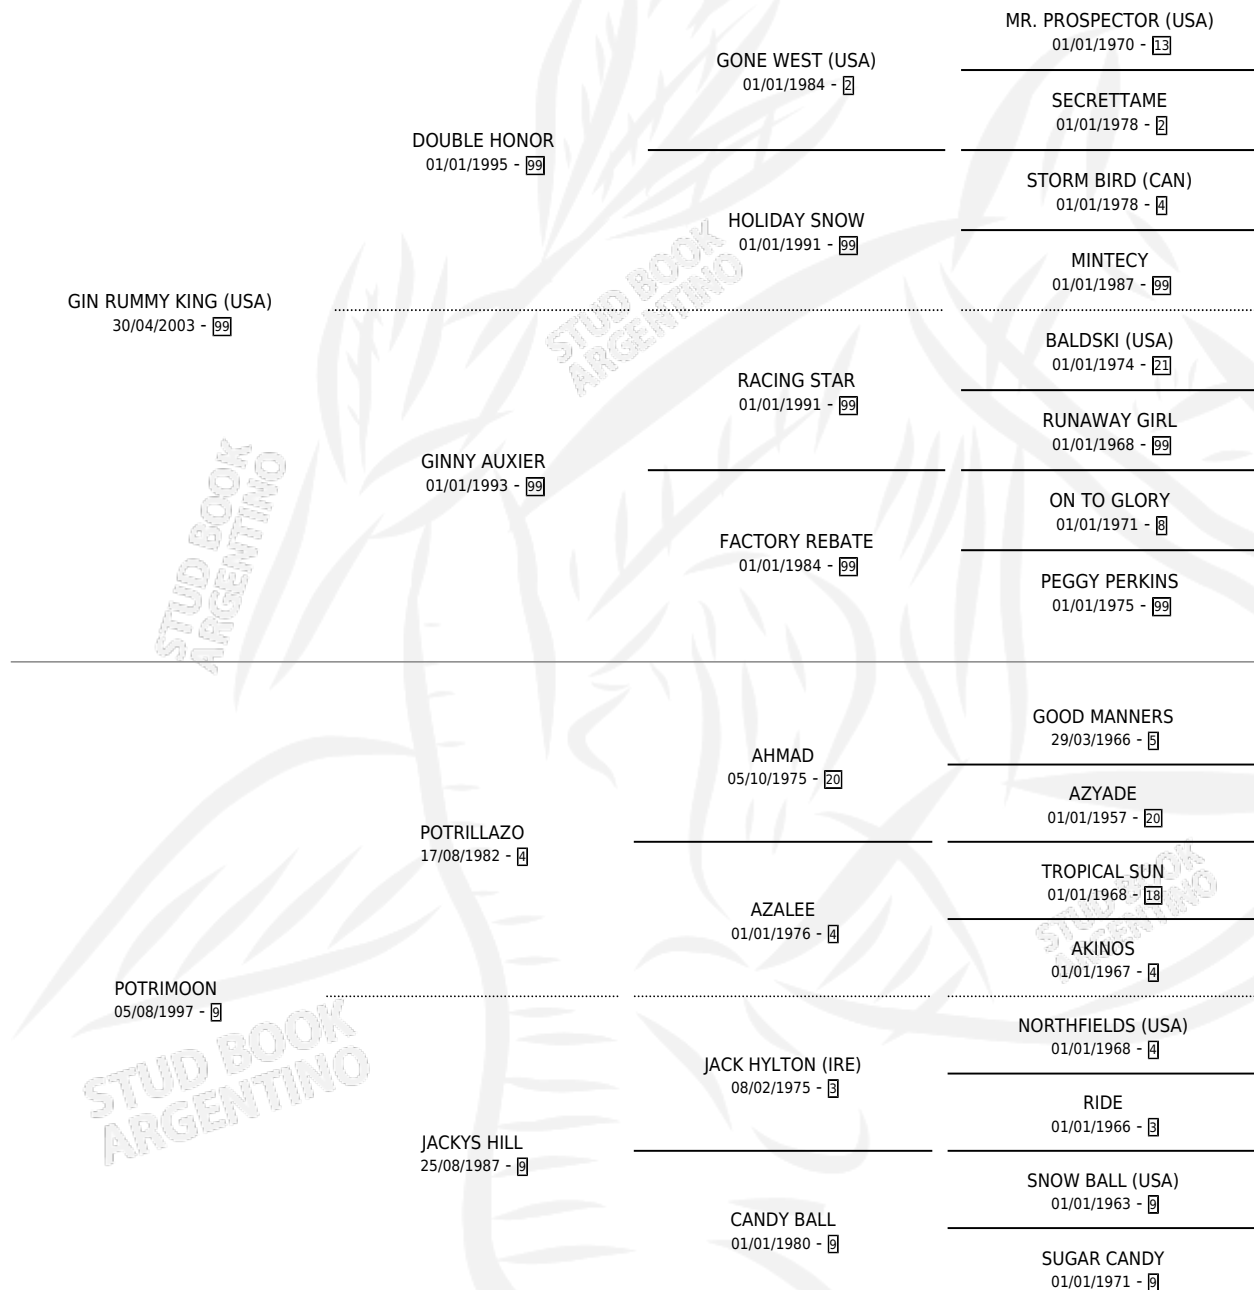 MR. PROSPECTOR (USA)
01/01/1970 - 13
GONE WEST (USA)
01/01/1984 - 2
SECRETTAME
01/01/1978 - 2
DOUBLE HONOR
01/01/1995 - 99
STORM BIRD (CAN)
01/01/1978 - 4
HOLIDAY SNOW
01/01/1991 - 99
MINTECY
01/01/1987 - 99
GIN RUMMY KING (USA)
30/04/2003 - 99
STUD BOOK
ARGENTINO
BALDSKI (USA)
01/01/1974 - 21
RACING STAR
01/01/1991 - 99
RUNAWAY GIRL
01/01/1968 - 99
GINNY AUXIER
01/01/1993 - 99
ON TO GLORY
01/01/1971 - 8
FACTORY REBATE
01/01/1984 - 99
PEGGY PERKINS
01/01/1975 - 99
STUD BOOK
ARGENTINO
GOOD MANNERS
29/03/1966 - 5
AHMAD
05/10/1975 - 20
AZYADE
01/01/1957 - 20
POTRILLAZO
17/08/1982 - 4
TROPICAL SUN
01/01/1968 - 18
STUD BOOK
ARGENTINO
AZALEE
01/01/1976 - 4
AKINOS
01/01/1967 - 4
POTRIMOON
05/08/1997 - 9
STUD BOOK
ARGENTINO
NORTHFIELDS (USA)
01/01/1968 - 4
JACK HYLTON (IRE)
08/02/1975 - 3
RIDE
01/01/1966 - 3
JACKYS HILL
25/08/1987 - 9
SNOW BALL (USA)
01/01/1963 - 9
CANDY BALL
01/01/1980 - 9
SUGAR CANDY
01/01/1971 - 9